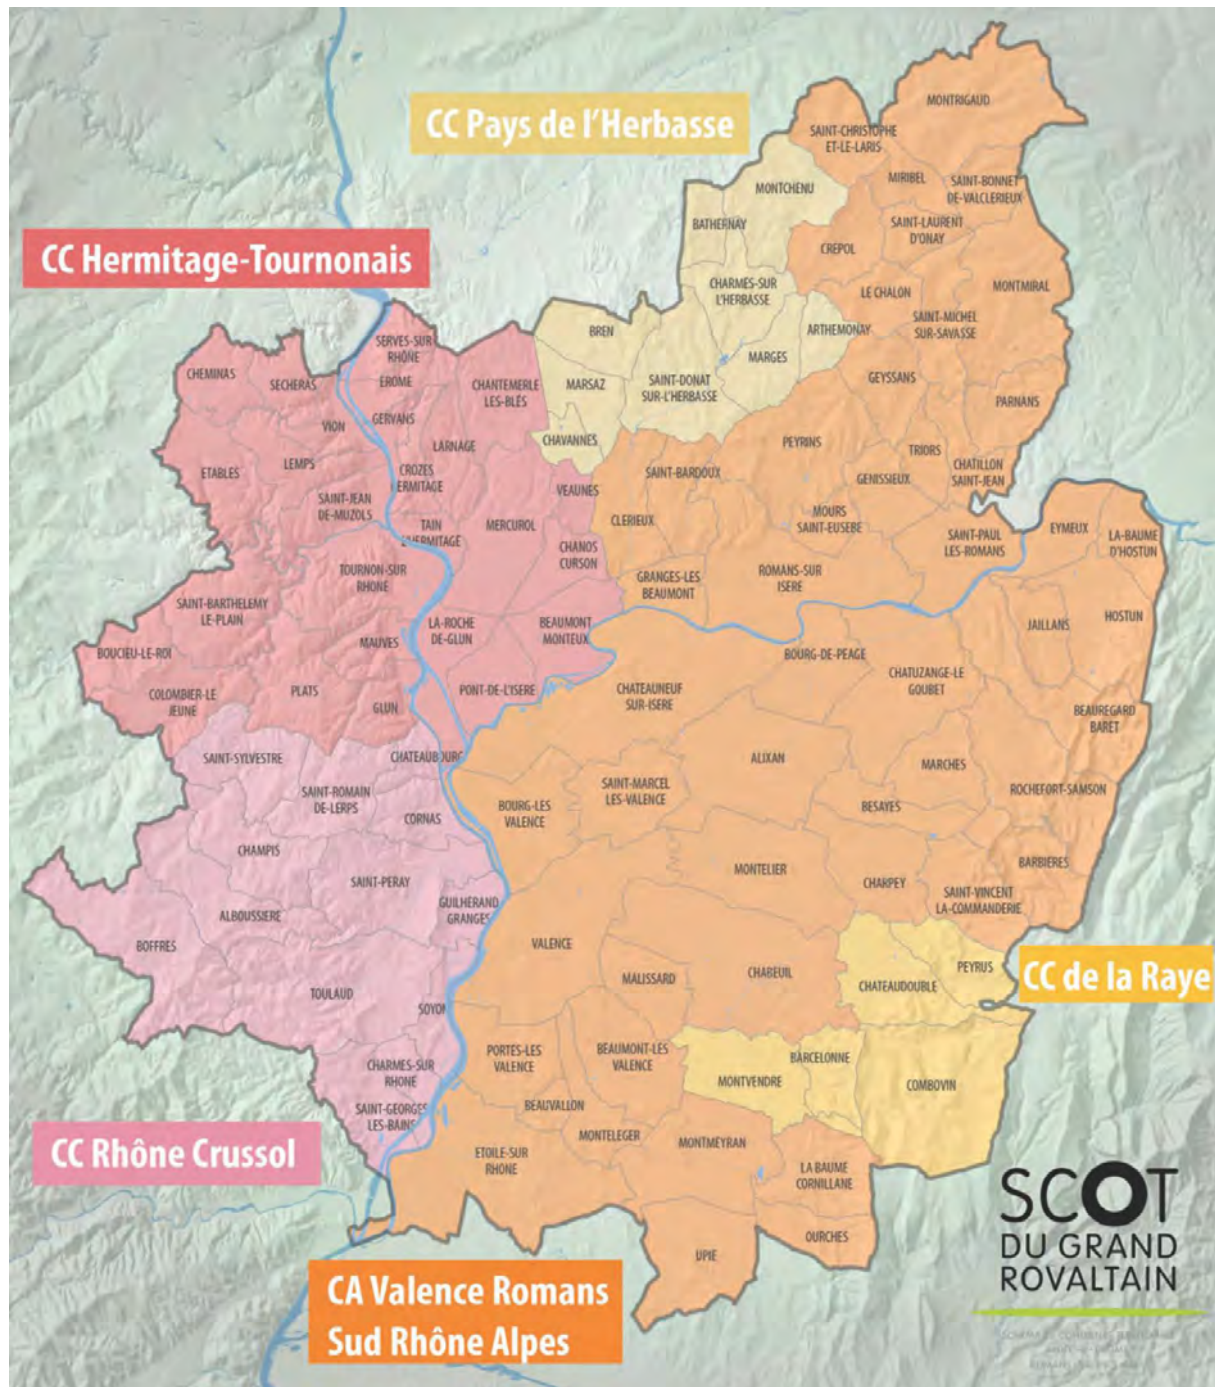 MONTRIGAUD
CC Pays de l'Herbasse
SAINT-CHRISTOPHE
ET-LE-LARIS
MIRIBEL
SAINT-BONNET
DE-VALCLERIEUX
MONTCHENU
BATHERNAY
SAINT-LAURENT
D'ONAY
CREPOL
CC Hermitage-Tournonais
CHARMES-SUR
L'HERBASSE
LE CHALON
MONTMIRAL
SAINT-MICHEL
SUR-SAVASSE
BREN
ARTHEMONAY
SERVES-SUR
RHÔNE
MARGES
CHEMINAS
SECHERAS
EROME
CHANTEMERLE
LES-BLÉS
MARSAZ
SAINT-DONAT
SUR-L'HERBASSE
GEYSSANS
PARNANS
VION
GERVANS
LARNAGE
CHAVANNES
PEYRINS
TRIORS
ETABLES
LEMPS
CROZES
ERMITAGE
SAINT-BARDOUX
GENISSIEUX
CHATILLON
SAINT-JEAN
SAINT-JEAN
DE-MUZOLS
VEAUNES
TAIN
L'HERMITAGE
MERCUROL
CLERIEUX
MOURS
SAINT-EUSEBE
SAINT-PAUL
LES-ROMANS
EYMEUX
LA-BAUME
D'HOSTUN
CHANOS
CURSON
TOURNON-SUR
RHÔNE
GRANGES-LES
BEAUMONT
ROMANS-SUR
ISERE
SAINT-BARTHELEMY
LE-PLAIN
LA-ROCHE
DE-GLUN
BEAUMONT
MONTEUX
JAILLANS
HOSTUN
BOUCIEU-LE-ROI
MAUVES
BOURG-DE-PEAGE
CHATUZANGE-LE
GOUBET
COLOMBIER-LE
JEUNE
PLATS
GLUN
PONT-DE-L'ISERE
CHATEAUNEUF
SUR-ISERE
BEAUREGARD
BARET
SAINT-SYLVESTRE
CHATEAUBOURG
ALIXAN
MARCHES
SAINT-ROMAIN
DE-LERPS
SAINT-MARCEL
LES-VALENCE
ROCHEFORT-SAMSON
CORNAS
BOURG-LES
VALENCE
BESAYES
CHAMPIS
BARBIERES
SAINT-PERAY
MONTELIER
CHARPEY
SAINT-VINCENT
LA-COMMANDERIE
GUILHERAND
GRANGES
ALBOUSSIERE
BOFFRES
VALENCE
CHABEUIL
MALISSARD
PEYRUS
CHATEAUDOUBLE
CC de la Raye
TOULAUD
SOYON
PORTES-LES
VALENCE
BEAUMONT-LES
VALENCE
BARCELONNE
CHARMES-SUR
RHONE
MONTVENDRE
COMBOVIN
SAINT-GEORGES
LES-BAINS
BEAUVALLON
CC Rhône Crussol
MONTELEGER
MONTMEYRAN
ETOILE-SUR
RHONE
LA BAUME
CORNILLANE
SCOT
DU GRAND
ROVALTAIN
OURCHES
UPIE
CA Valence Romans
Sud Rhône Alpes